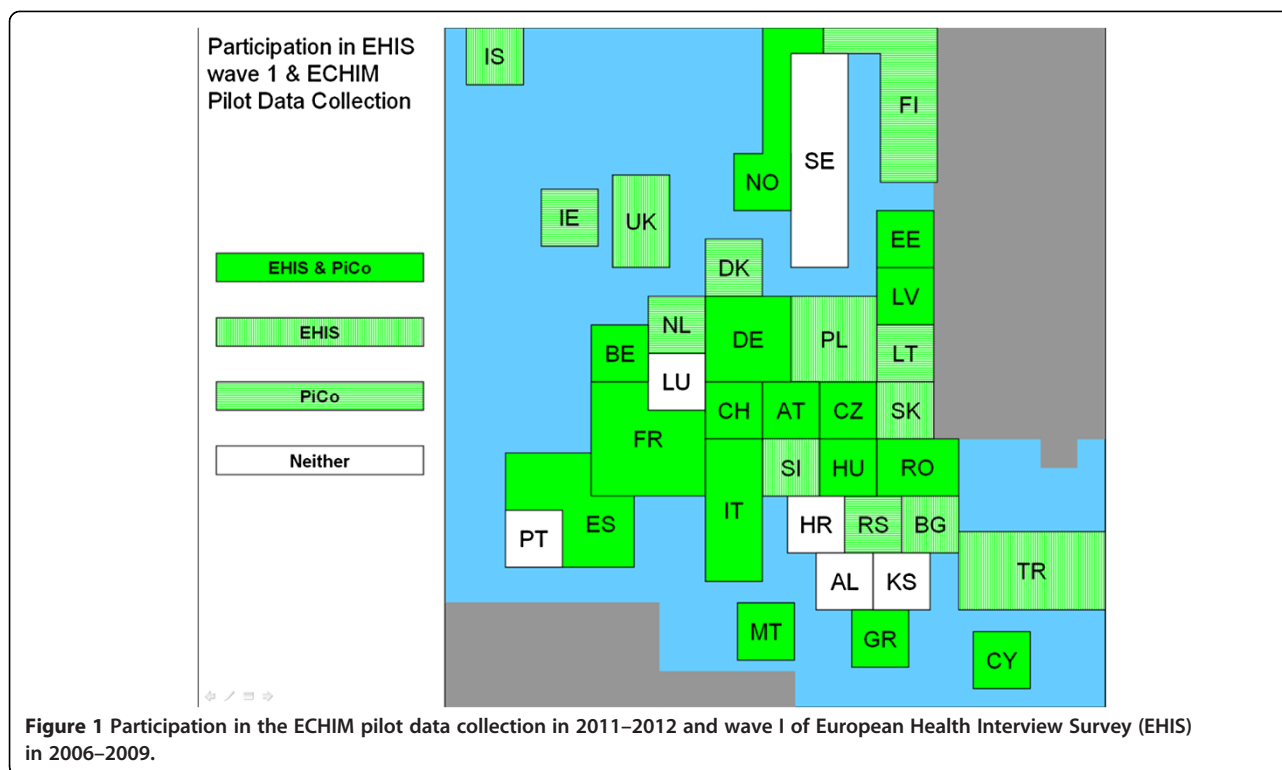 Participation in EHIS
wave 1 & ECHIM
Pilot Data Collection
EHIS & PiCo
EHIS
PiCo
Neither
IS
FI
SE
NO
IE
UK
EE
DK
LV
NL
DE
PL
BE
LT
LU
CH
AT
CZ
SK
FR
SI
HU
RO
IT
ES
HR
RS
BG
PT
TR
AL
KS
MT
GR
CY
Figure 1 Participation in the ECHIM pilot data collection in 2011–2012 and wave I of European Health Interview Survey (EHIS)
in 2006–2009.